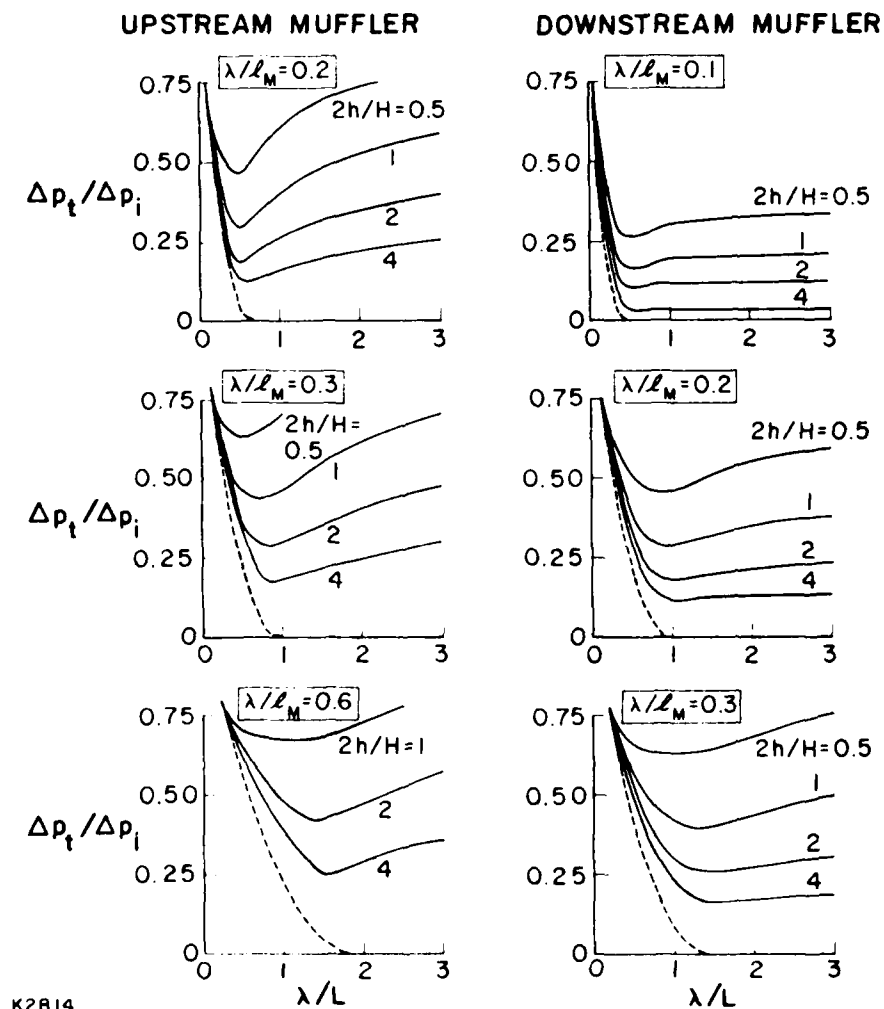 UPSTREAM MUFFLER
DOWNSTREAM MUFFLER
λ/ℓM=0.2
0.75
0.50
0.25
0
Δpt/Δpi
2h/H=0.5
1
2
4
0 1 2 3
λ/ℓM=0.1
0.75
0.50
0.25
0
2h/H=0.5
1
2
4
0 1 2 3
λ/ℓM=0.3
0.75
0.50
0.25
0
Δpt/Δpi
2h/H=
0.5
1
2
4
0 1 2 3
λ/ℓM=0.2
0.75
0.50
0.25
0
2h/H=0.5
1
2
4
0 1 2 3
λ/ℓM=0.6
0.75
0.50
0.25
0
Δpt/Δpi
2h/H=1
2
4
0 1 2 3
λ/L
λ/ℓM=0.3
0.75
0.50
0.25
0
2h/H=0.5
1
2
4
0 1 2 3
λ/L
K2814